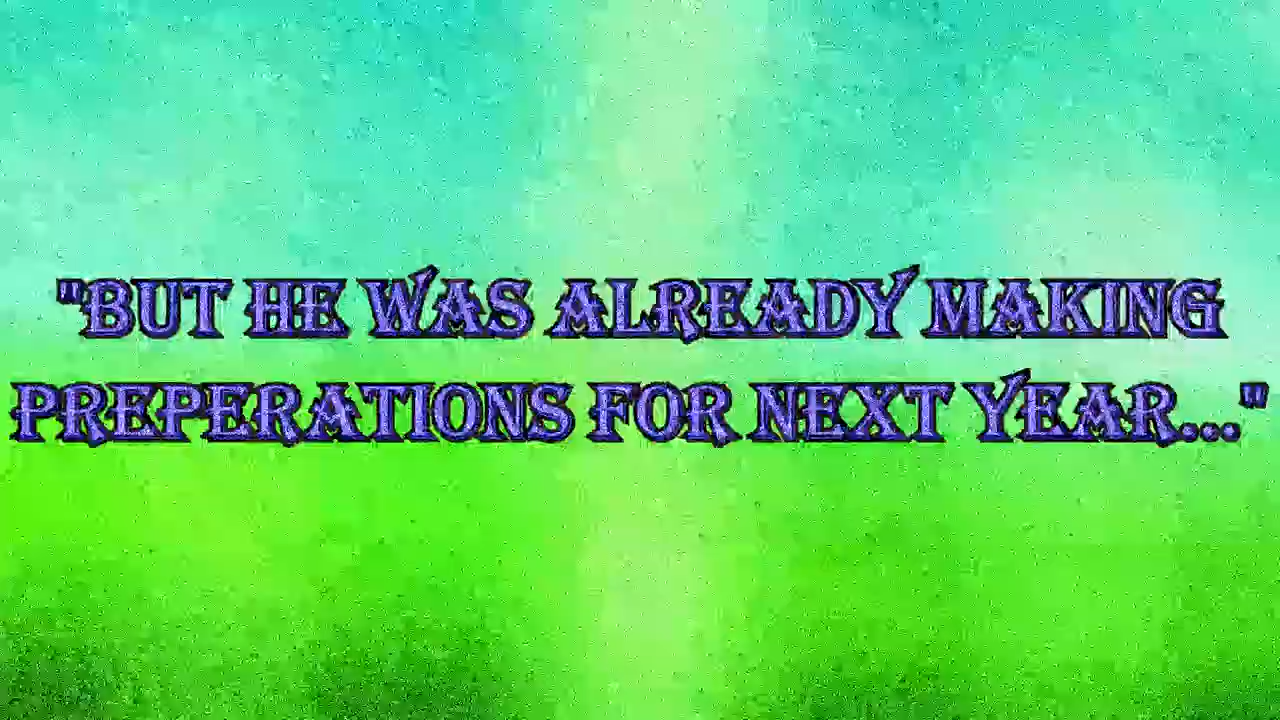 "BUT HE WAS ALREADY MAKING
PREPERATIONS FOR NEXT YEAR..."